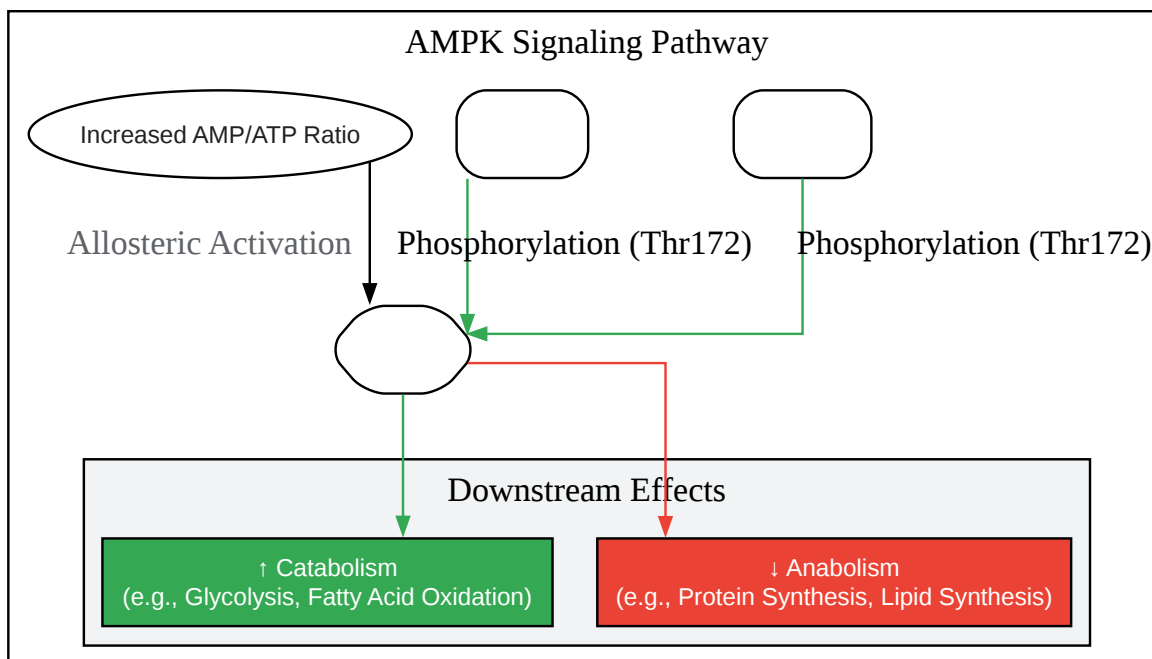 AMPK Signaling Pathway
Increased AMP/ATP Ratio
Allosteric Activation
Phosphorylation (Thr172)
Phosphorylation (Thr172)
Downstream Effects
↑ Catabolism
(e.g., Glycolysis, Fatty Acid Oxidation)
↓ Anabolism
(e.g., Protein Synthesis, Lipid Synthesis)